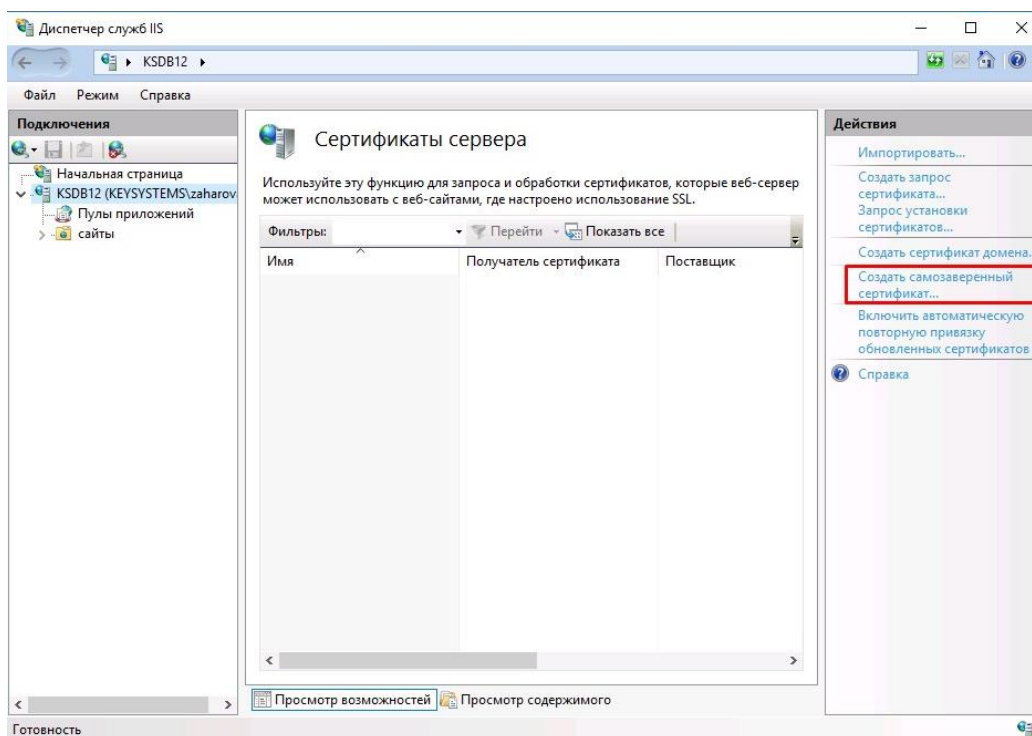 Диспетчер служб IIS
KSDB12
Файл Режим Справка
Подключения
Начальная страница
KSDB12 (KEYSYSTEMS\zaharov
Пулы приложений
сайты
Сертификаты сервера
Используйте эту функцию для запроса и обработки сертификатов, которые веб-сервер
может использовать с веб-сайтами, где настроено использование SSL.
Фильтры: Перейти Показать все
Имя Получатель сертификата Поставщик
Просмотр возможностей Просмотр содержимого
Действия
Импортировать...
Создать запрос
сертификата...
Запрос установки
сертификатов...
Создать сертификат домена.
Создать самозаверенный
сертификат...
Включить автоматическую
повторную привязку
обновленных сертификатов
Справка
Готовность